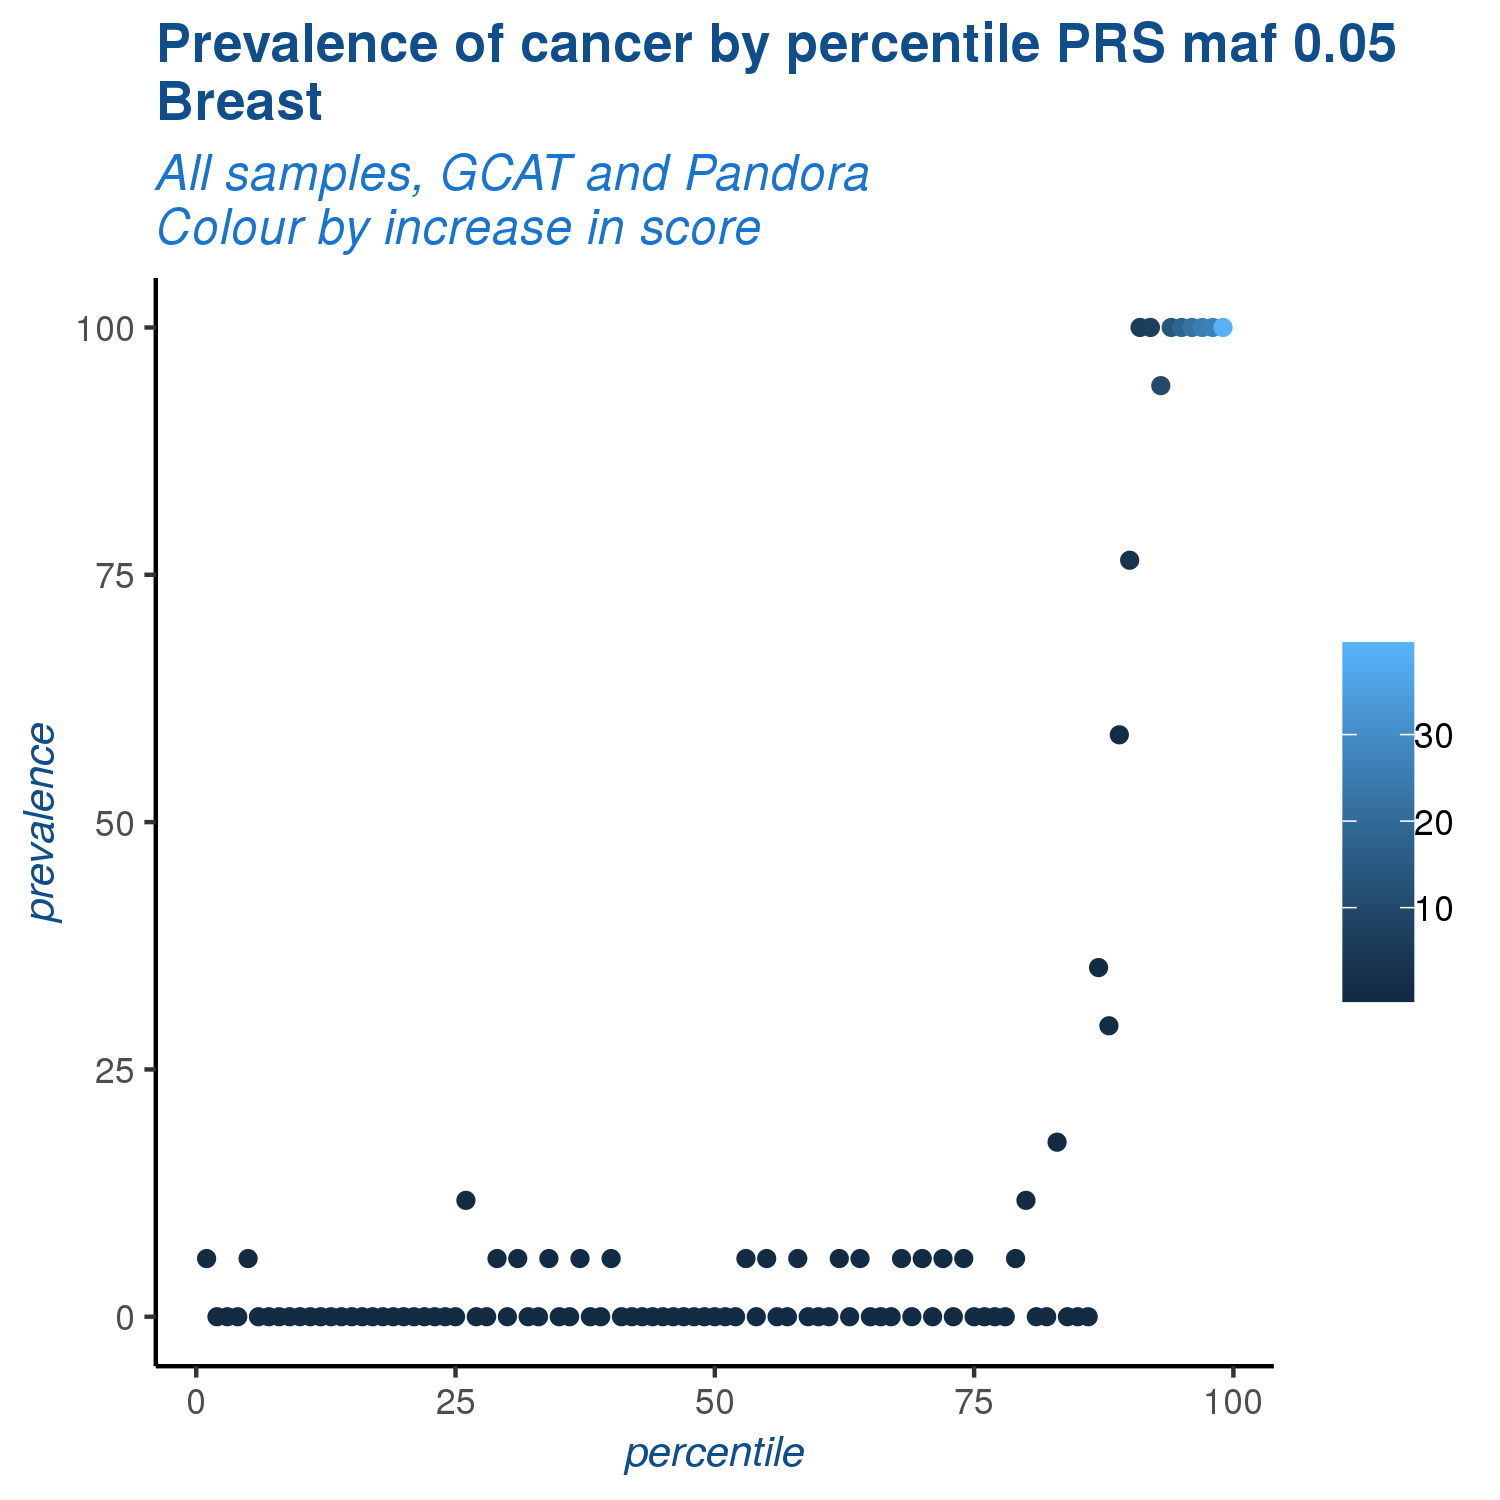 Prevalence of cancer by percentile PRS maf 0.05
Breast
All samples, GCAT and Pandora
Colour by increase in score
100
75
50
25
0
prevalence
0 25 50 75 100
percentile
30
20
10